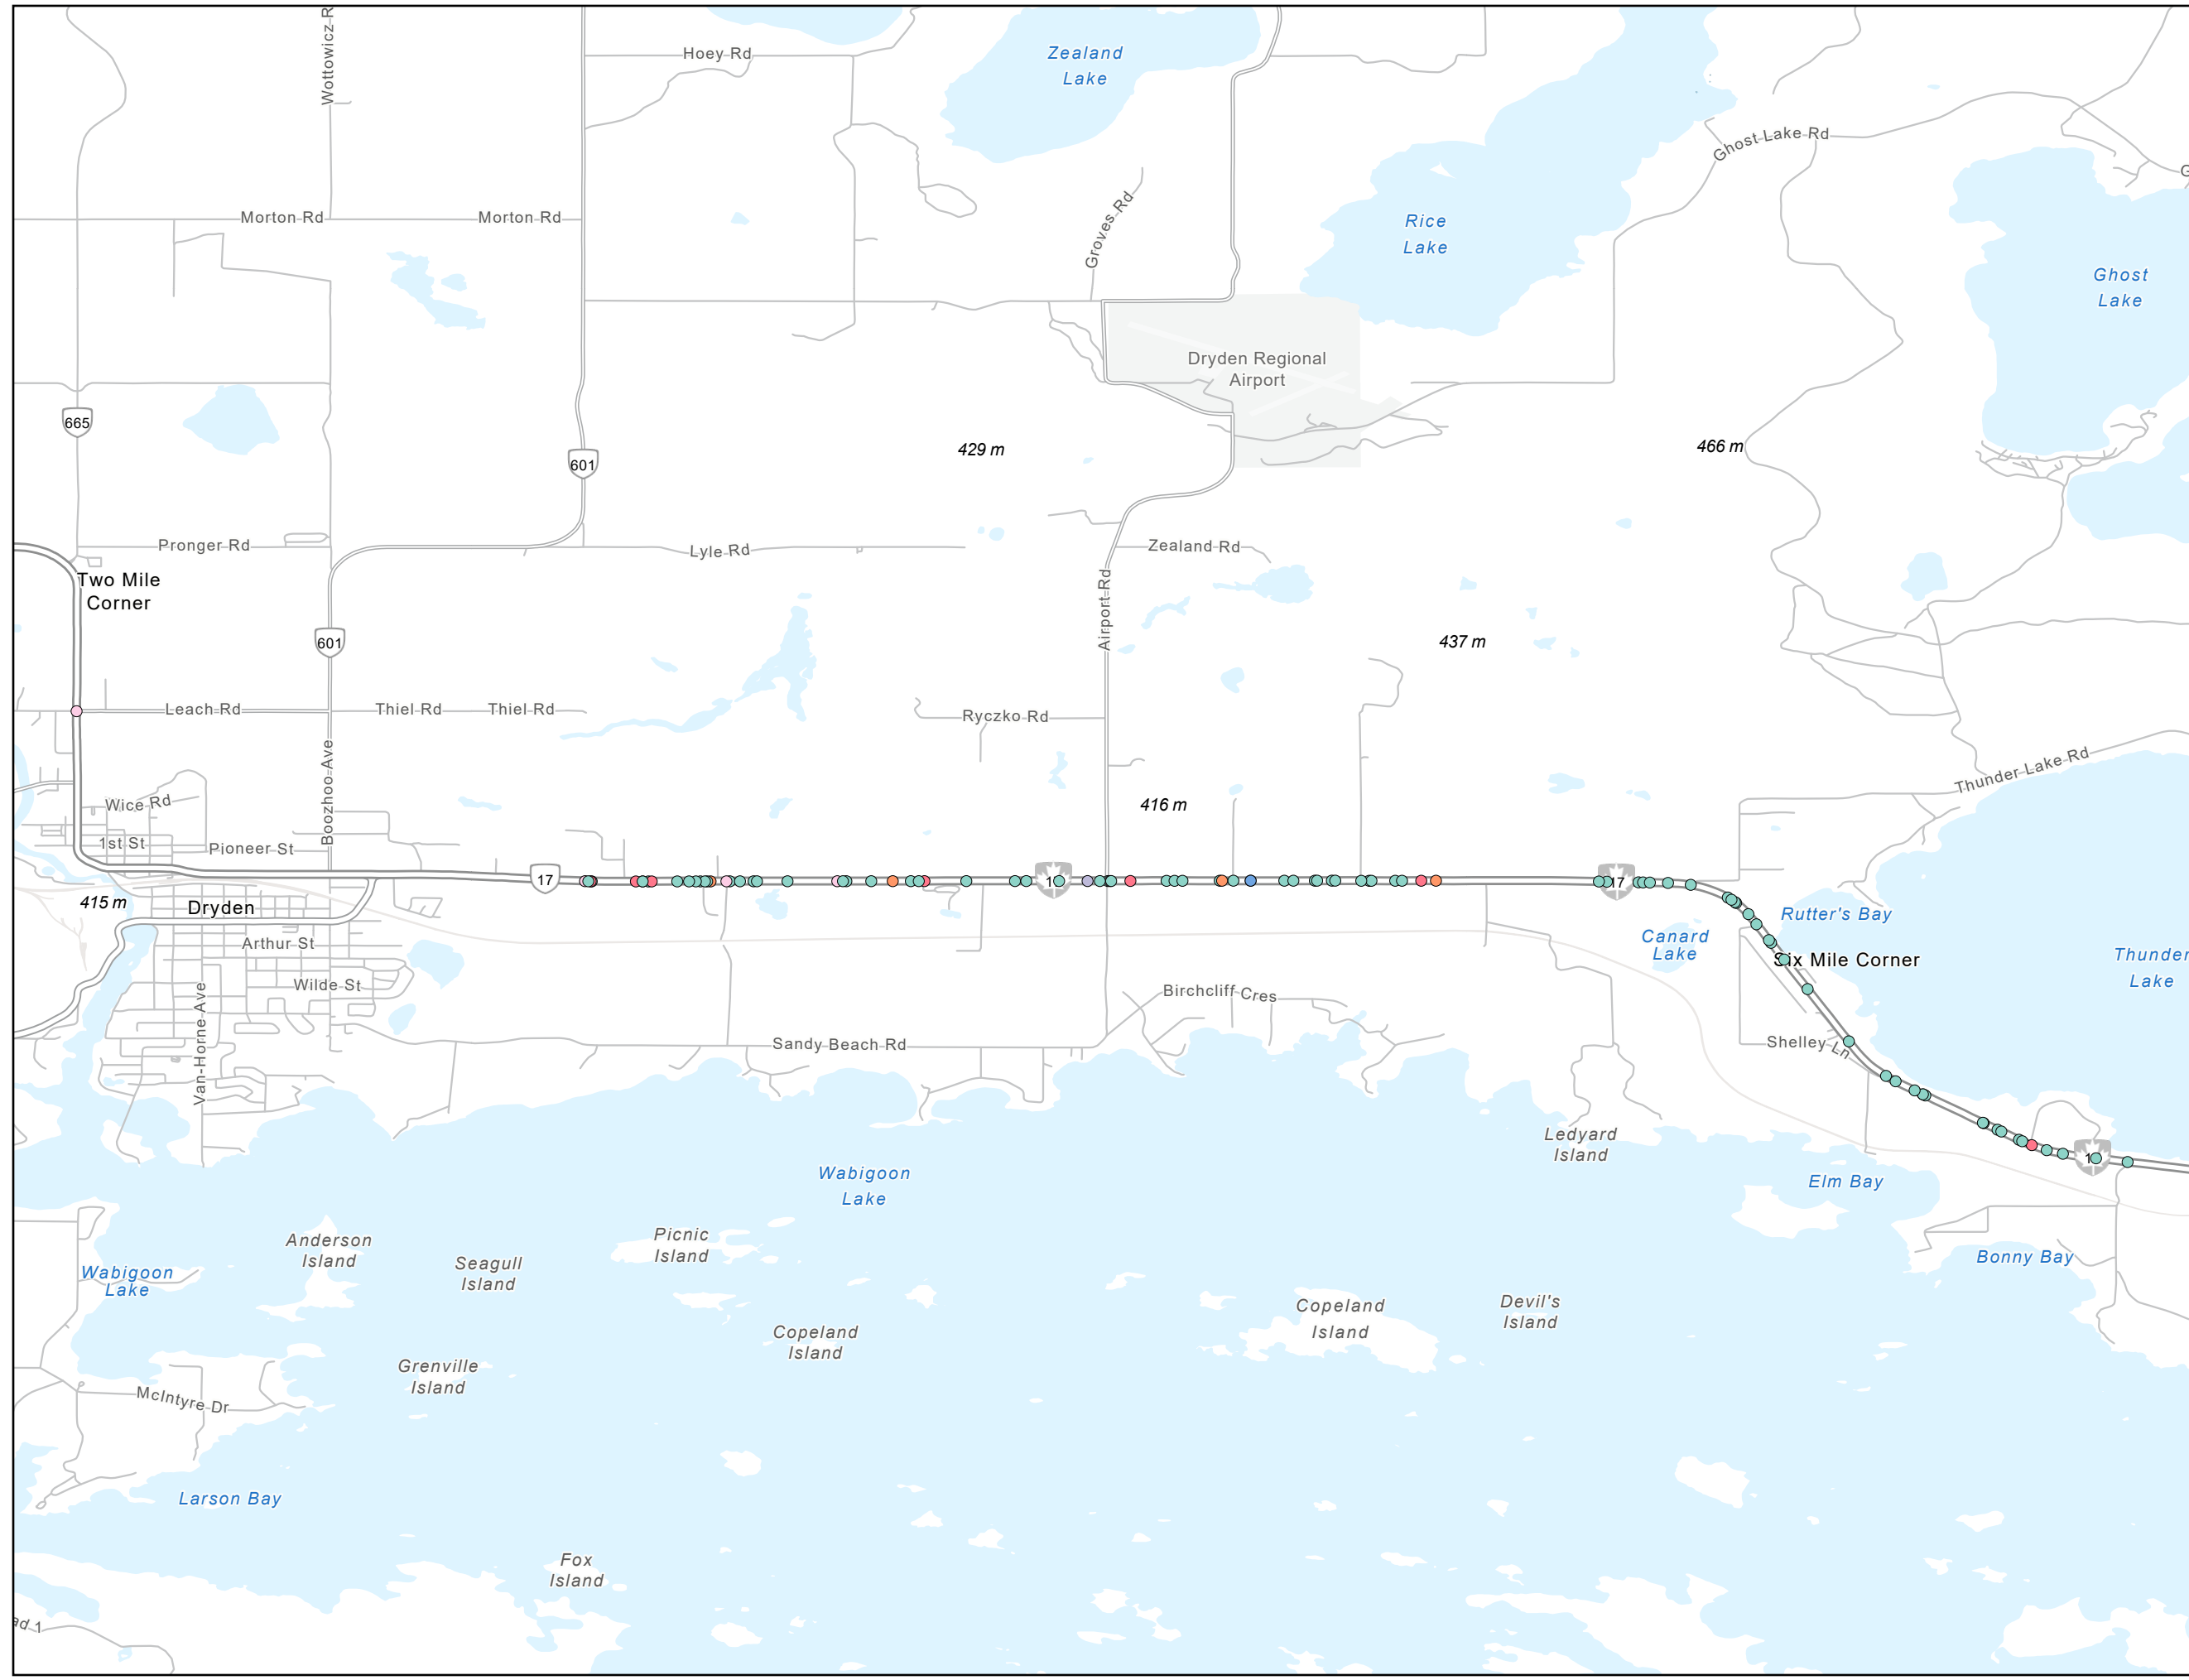 Wottowicz R
Hoey Rd
Zealand
Lake
Ghost Lake Rd
Morton Rd
Morton Rd
Groves Rd
Rice
Lake
Ghost
Lake
Dryden Regional
Airport
665
601
429 m
466 m
Pronger Rd
Lyle Rd
Zealand Rd
Two Mile
Corner
Airport Rd
601
437 m
Leach Rd
Thiel Rd
Thiel Rd
Ryczko Rd
Boozhoo Ave
Thunder Lake Rd
Wice Rd
416 m
1st St
Pioneer St
17
17
415 m
Dryden
Rutter's Bay
Arthur St
Canard
Lake
Six Mile Corner
Thunder
Lake
Wilde St
Birchcliff Cres
Van Horne Ave
Sandy Beach Rd
Shelley Ln
Ledyard
Island
Wabigoon
Lake
Elm Bay
Anderson
Island
Picnic
Island
Seagull
Island
Bonny Bay
Wabigoon
Lake
Copeland
Island
Devil's
Island
Copeland
Island
Grenville
Island
McIntyre Dr
Larson Bay
Fox
Island
ad 1